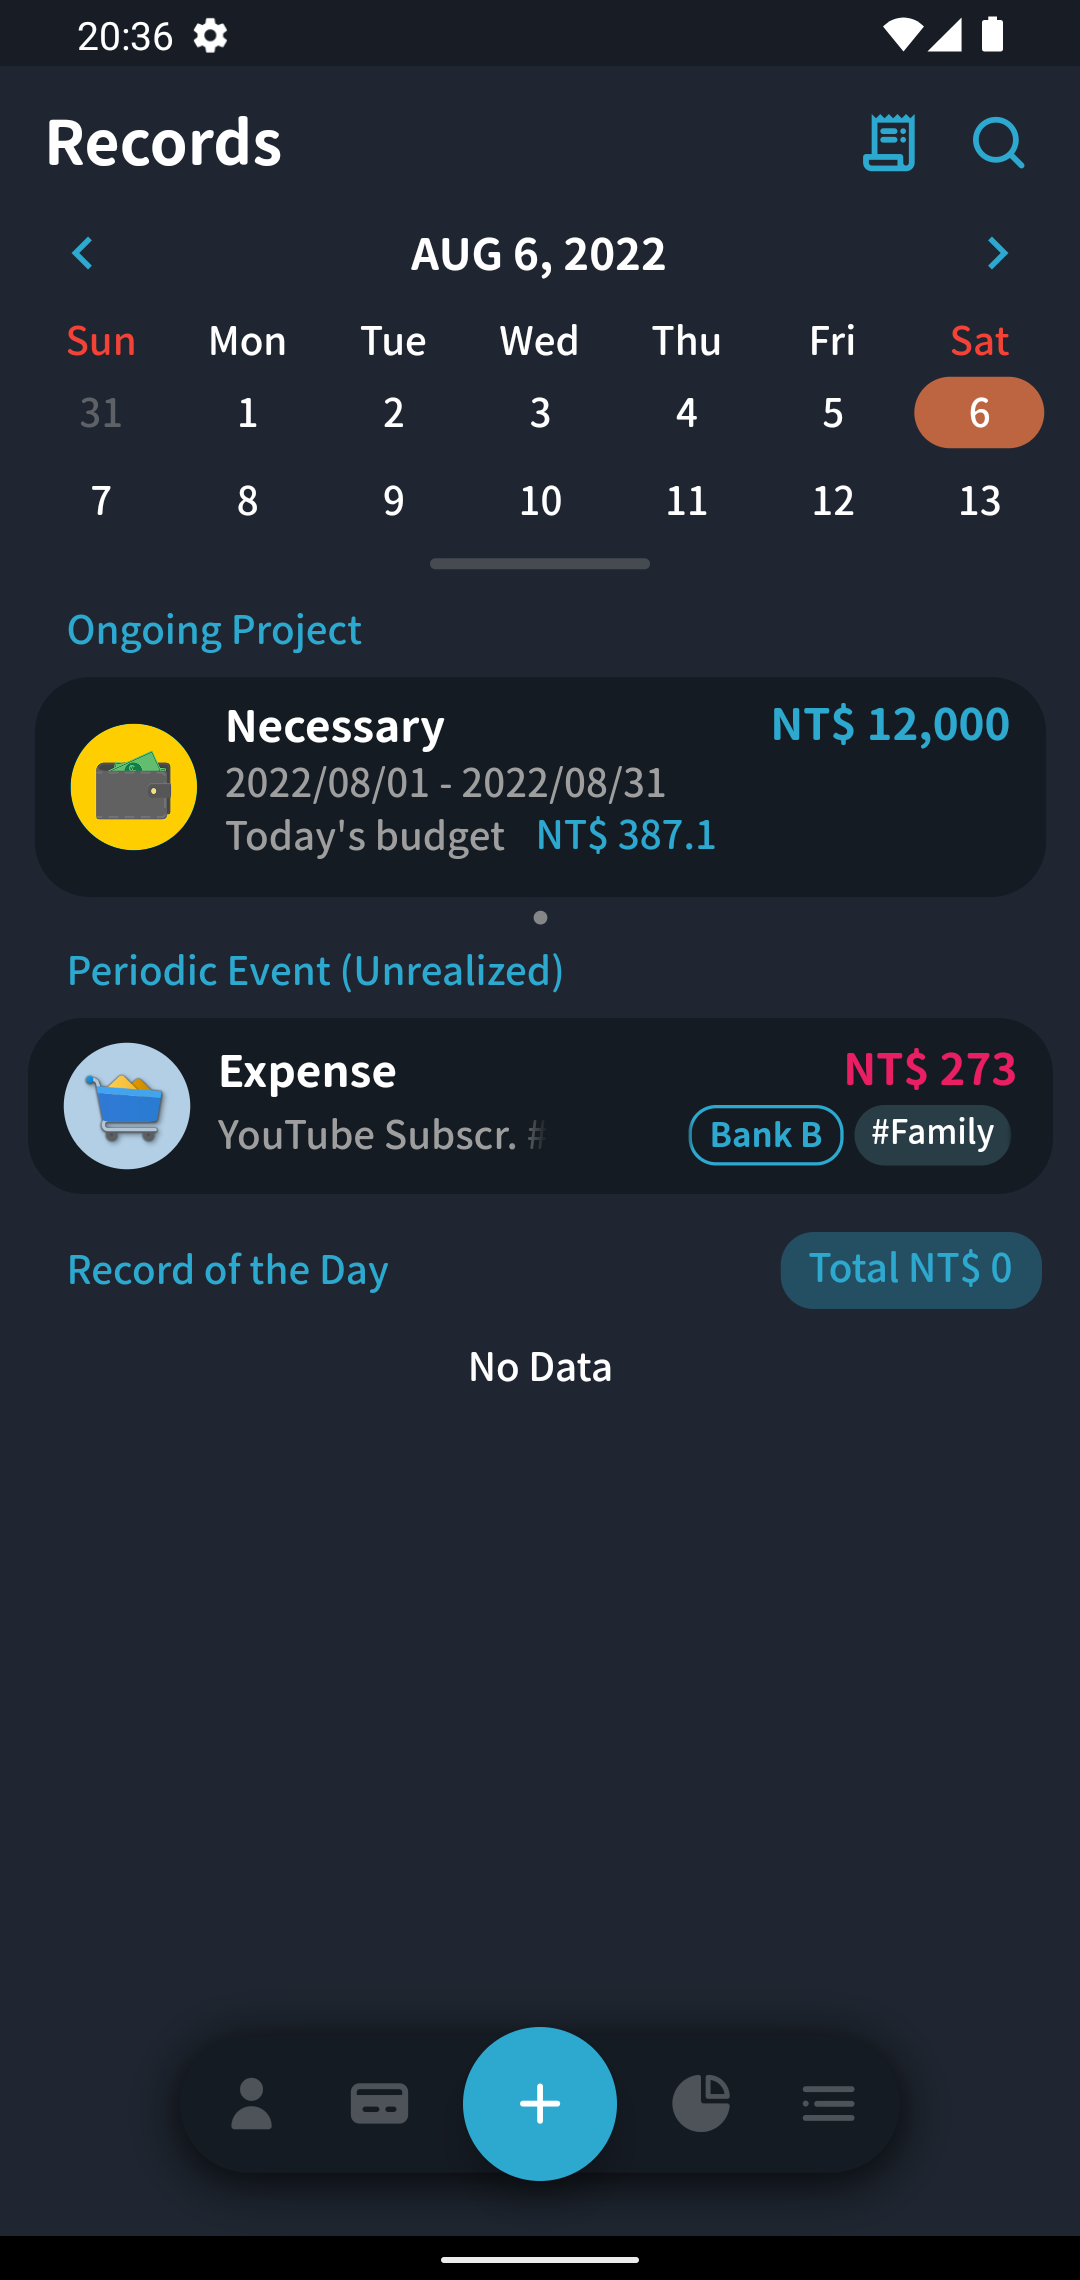 20:36
Records
AUG 6, 2022
Sun Mon Tue Wed Thu Fri Sat
31 1 2 3 4 5 6
7 8 9 10 11 12 13
Ongoing Project
Necessary NT$ 12,000
2022/08/01 - 2022/08/31
Today's budget NT$ 387.1
Periodic Event (Unrealized)
Expense NT$ 273
YouTube Subscr. # Bank B #Family
Record of the Day Total NT$ 0
No Data